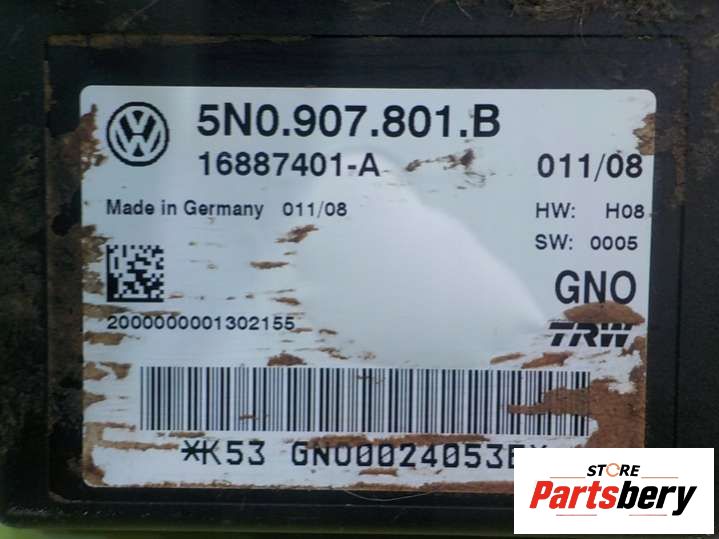 5N0.907.801.B
16887401-A 011/08
Made in Germany 011/08 HW: H08
SW: 0005
GNO
2000000001302155 TRW
*K53 GN000024053
STORE
Partsbery